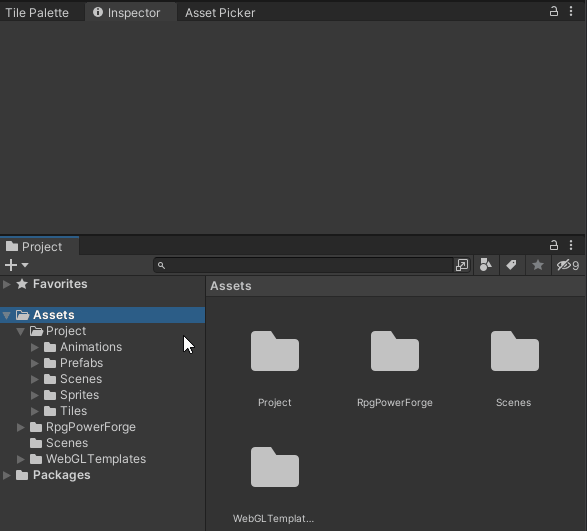 Tile Palette Inspector Asset Picker
Project
9
Favorites
Assets
Assets
Project
Animations
Prefabs
Scenes
Sprites
Tiles
RpgPowerForge
Scenes
WebGLTemplates
Packages
Project RpgPowerForge Scenes
WebGLTemplat...